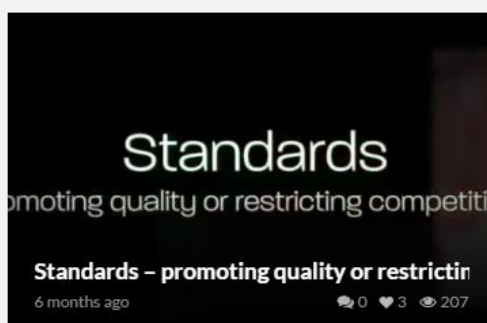 Standards
omoting quality or restricting competiti
Standards – promoting quality or restrictin
6 months ago 0 3 207